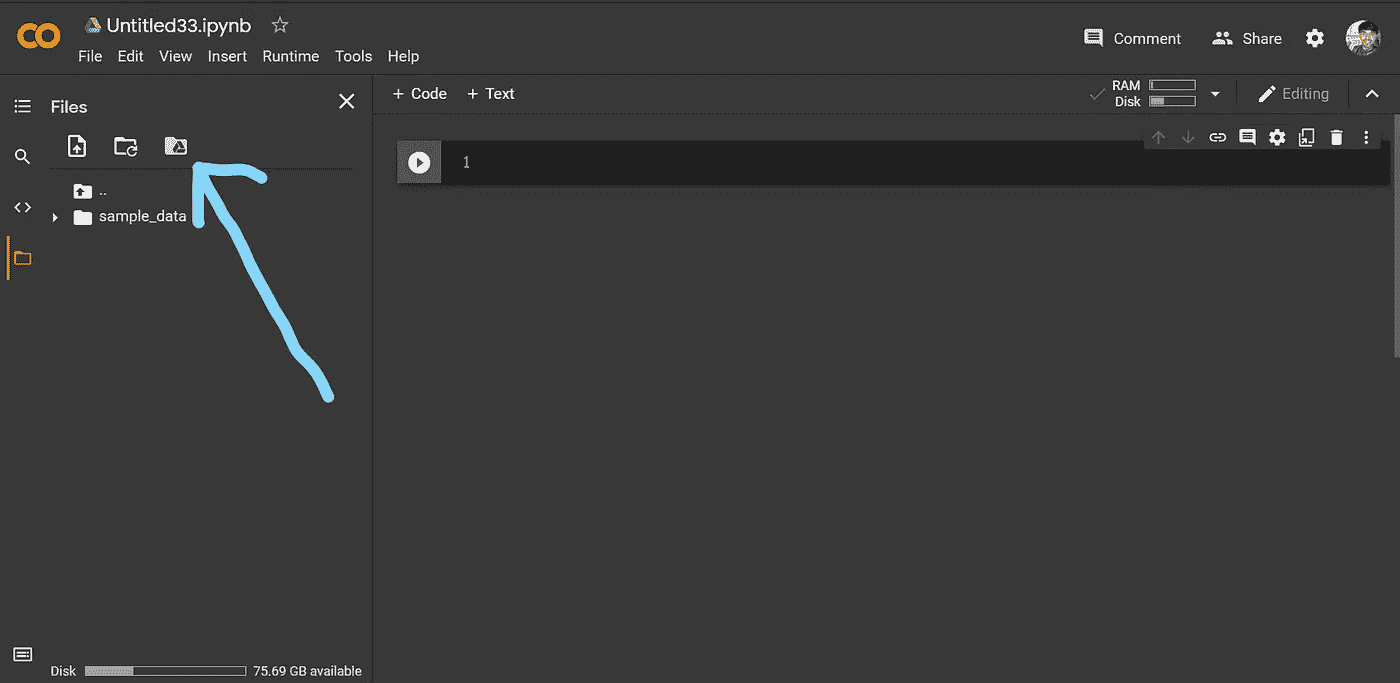 Untitled33.ipynb
File Edit View Insert Runtime Tools Help
Comment Share
Files
+ Code + Text
RAM
Disk
Editing
1
..
sample_data
Disk 75.69 GB available